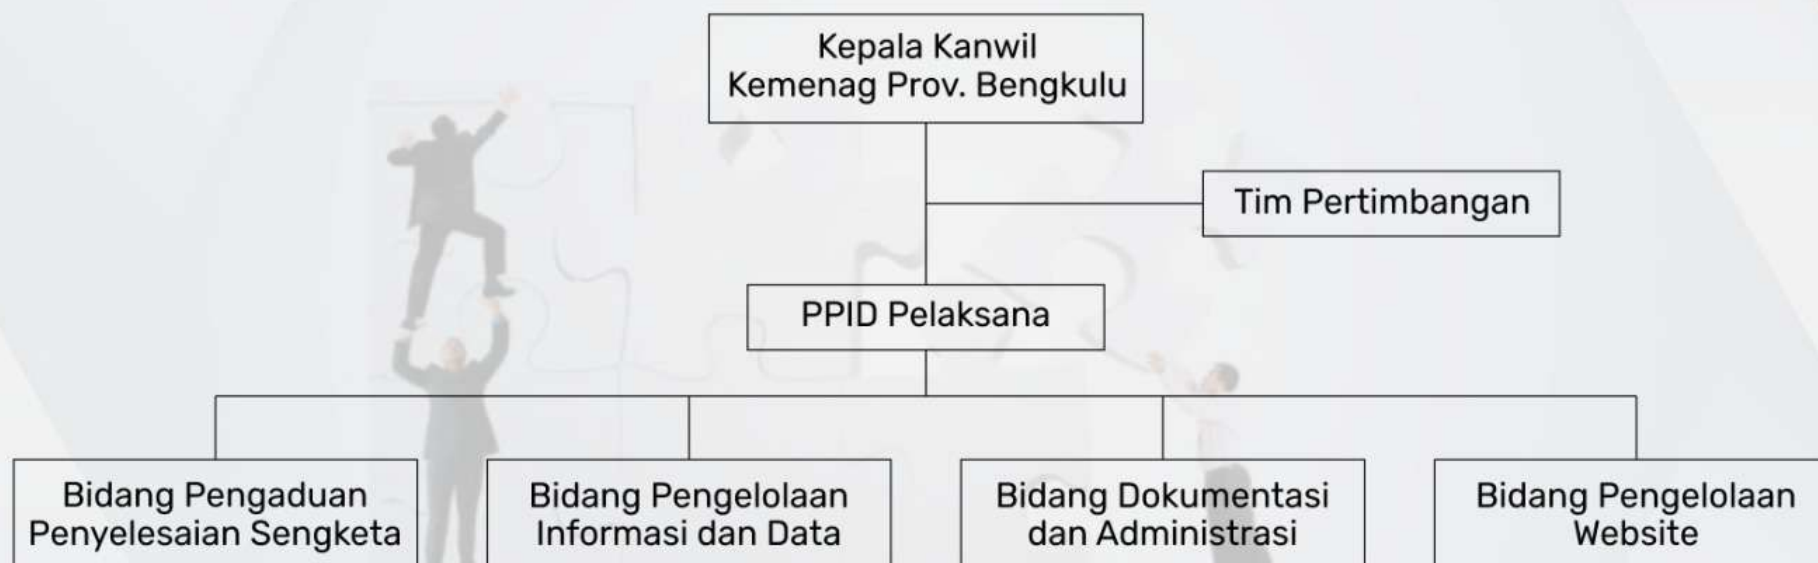 Kepala Kanwil
Kemenag Prov. Bengkulu
Tim Pertimbangan
PPID Pelaksana
Bidang Pengaduan
Penyelesaian Sengketa
Bidang Pengelolaan
Informasi dan Data
Bidang Dokumentasi
dan Administrasi
Bidang Pengelolaan
Website